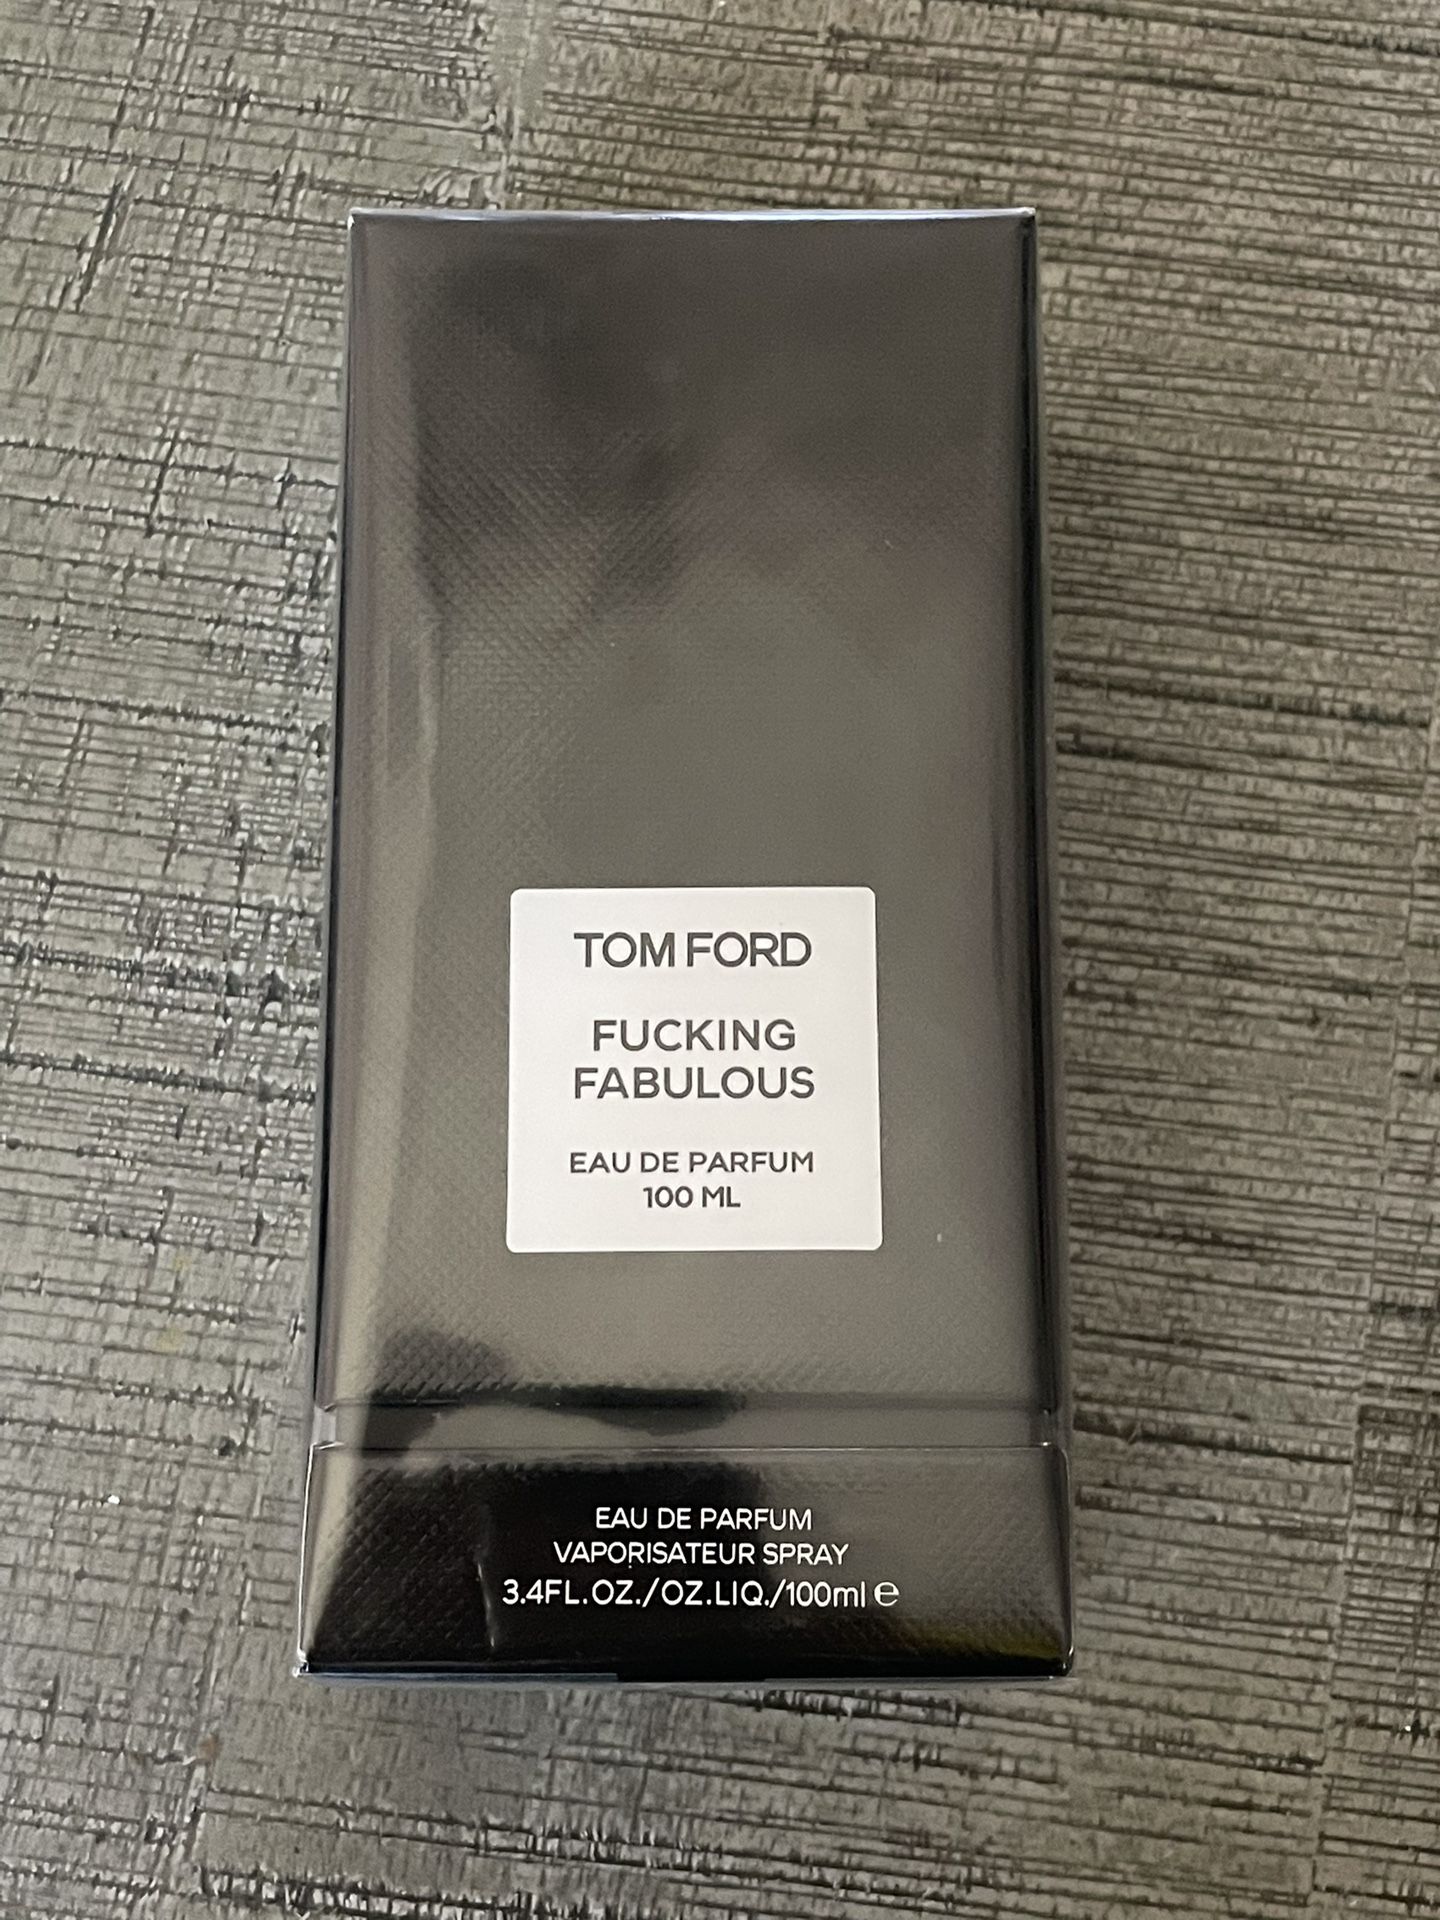 TOM FORD
FUCKING
FABULOUS
EAU DE PARFUM
100 ML
EAU DE PARFUM
VAPORISATEUR SPRAY
3.4FL.OZ./OZ.LIQ./100ml ℮